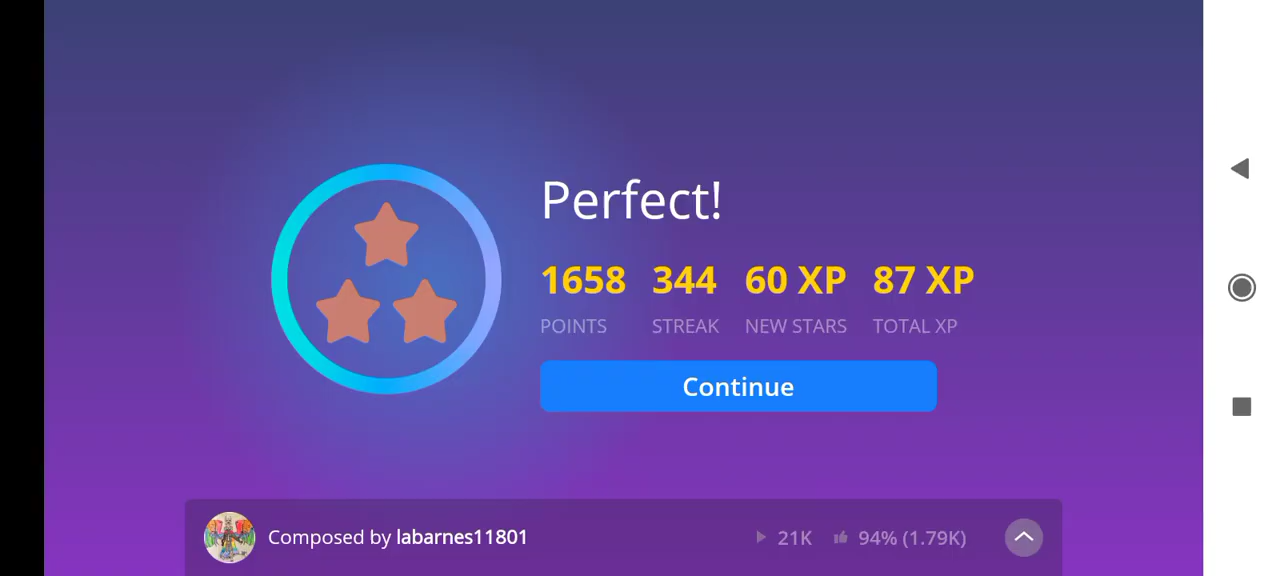 Perfect!
1658 344 60 XP 87 XP
POINTS STREAK NEW STARS TOTAL XP
Continue
Composed by labarnes11801 21K 94% (1.79K)